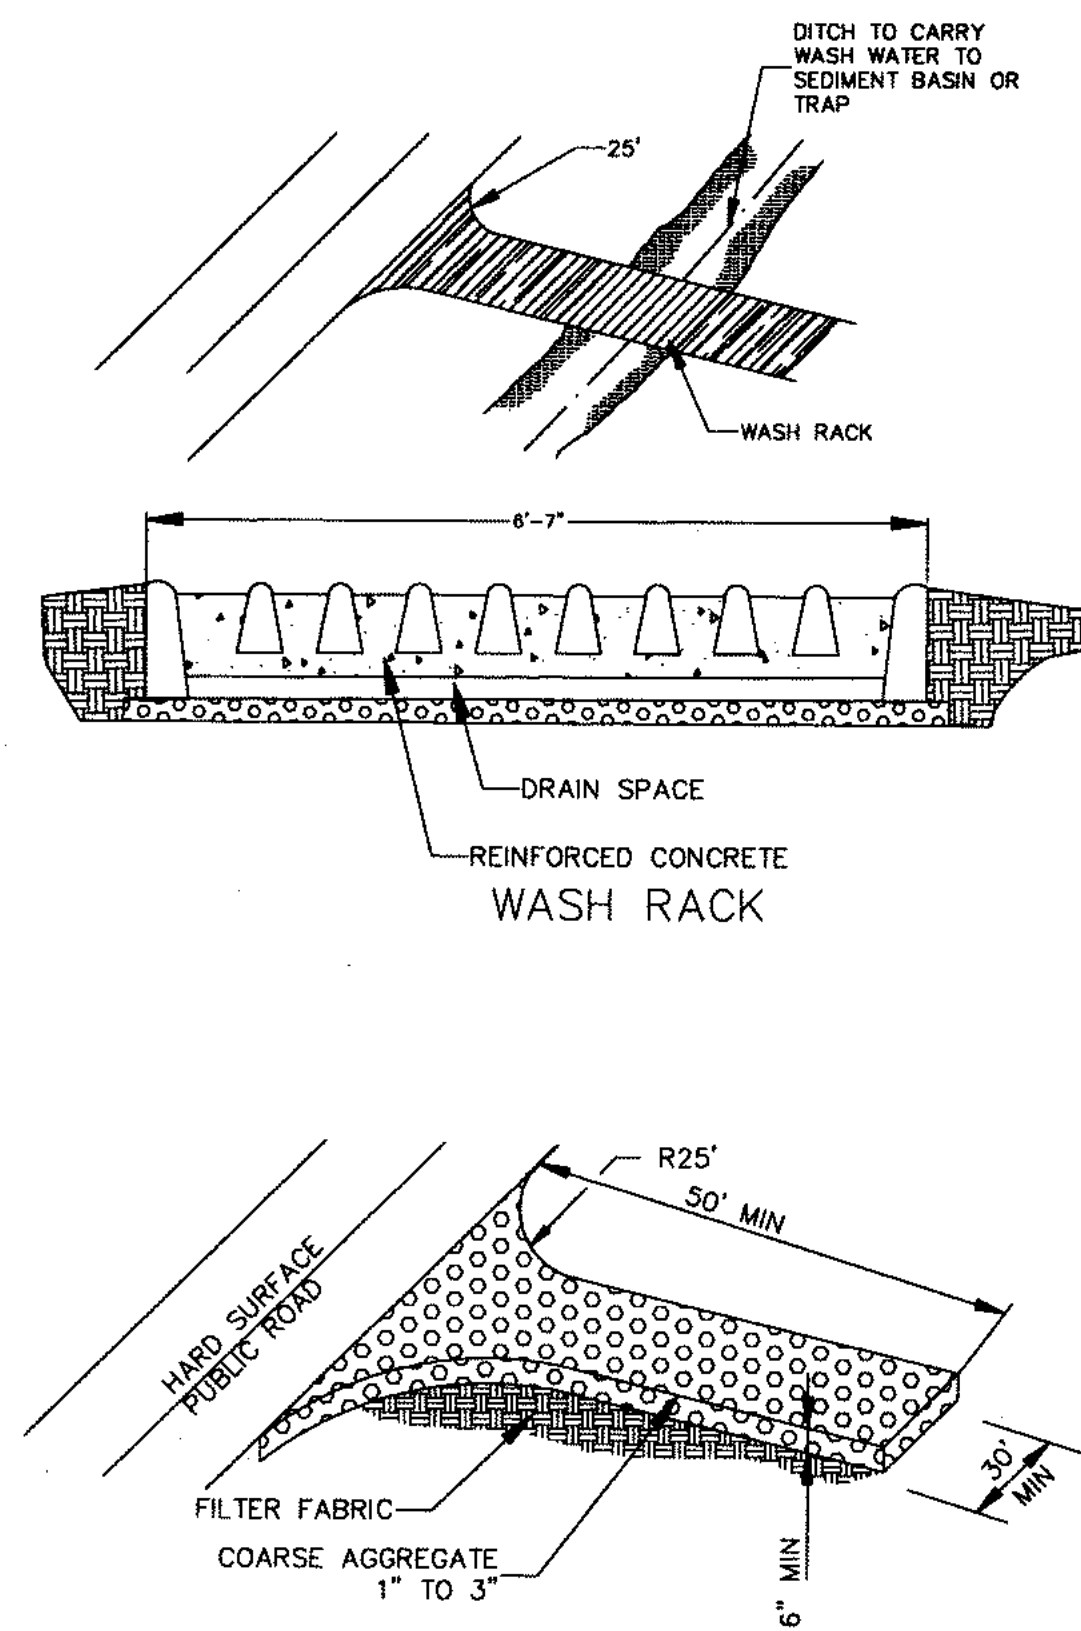 DITCH TO CARRY
WASH WATER TO
SEDIMENT BASIN OR
TRAP
25'
WASH RACK
6'-7"
DRAIN SPACE
REINFORCED CONCRETE
WASH RACK
R25'
50' MIN
HARD SURFACE
PUBLIC ROAD
30'
MIN
FILTER FABRIC
COARSE AGGREGATE
1" TO 3"
6" MIN